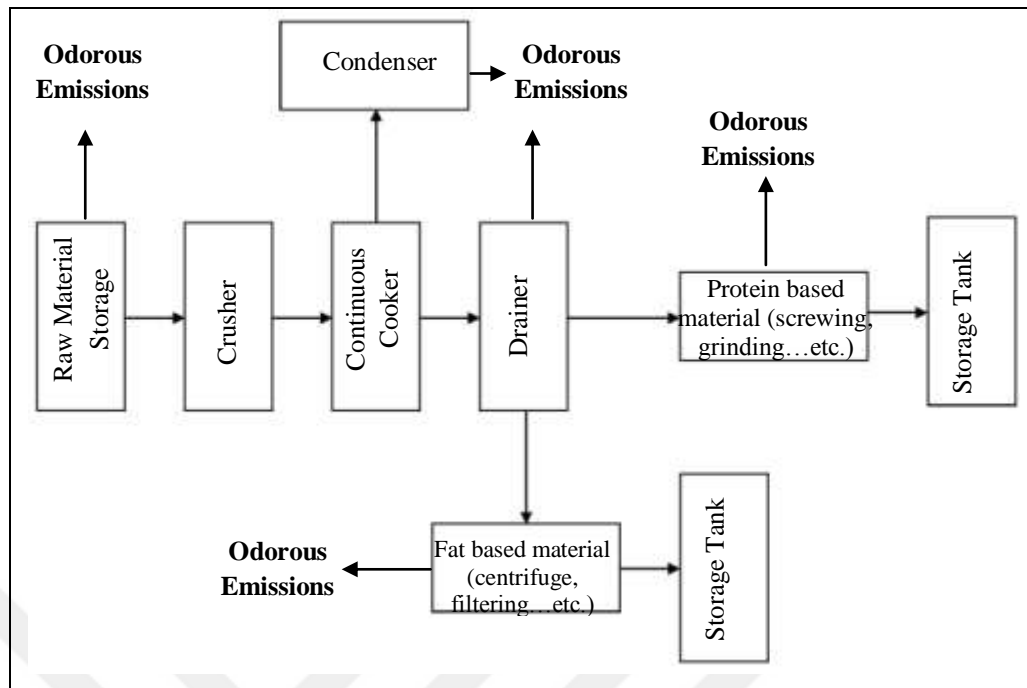 Odorous
Emissions
Condenser
Odorous
Emissions
Odorous
Emissions
Raw Material
Storage
Crusher
Continuous
Cooker
Drainer
Protein based
material (screwing,
grinding…etc.)
Storage Tank
Odorous
Emissions
Fat based material
(centrifuge,
filtering…etc.)
Storage Tank